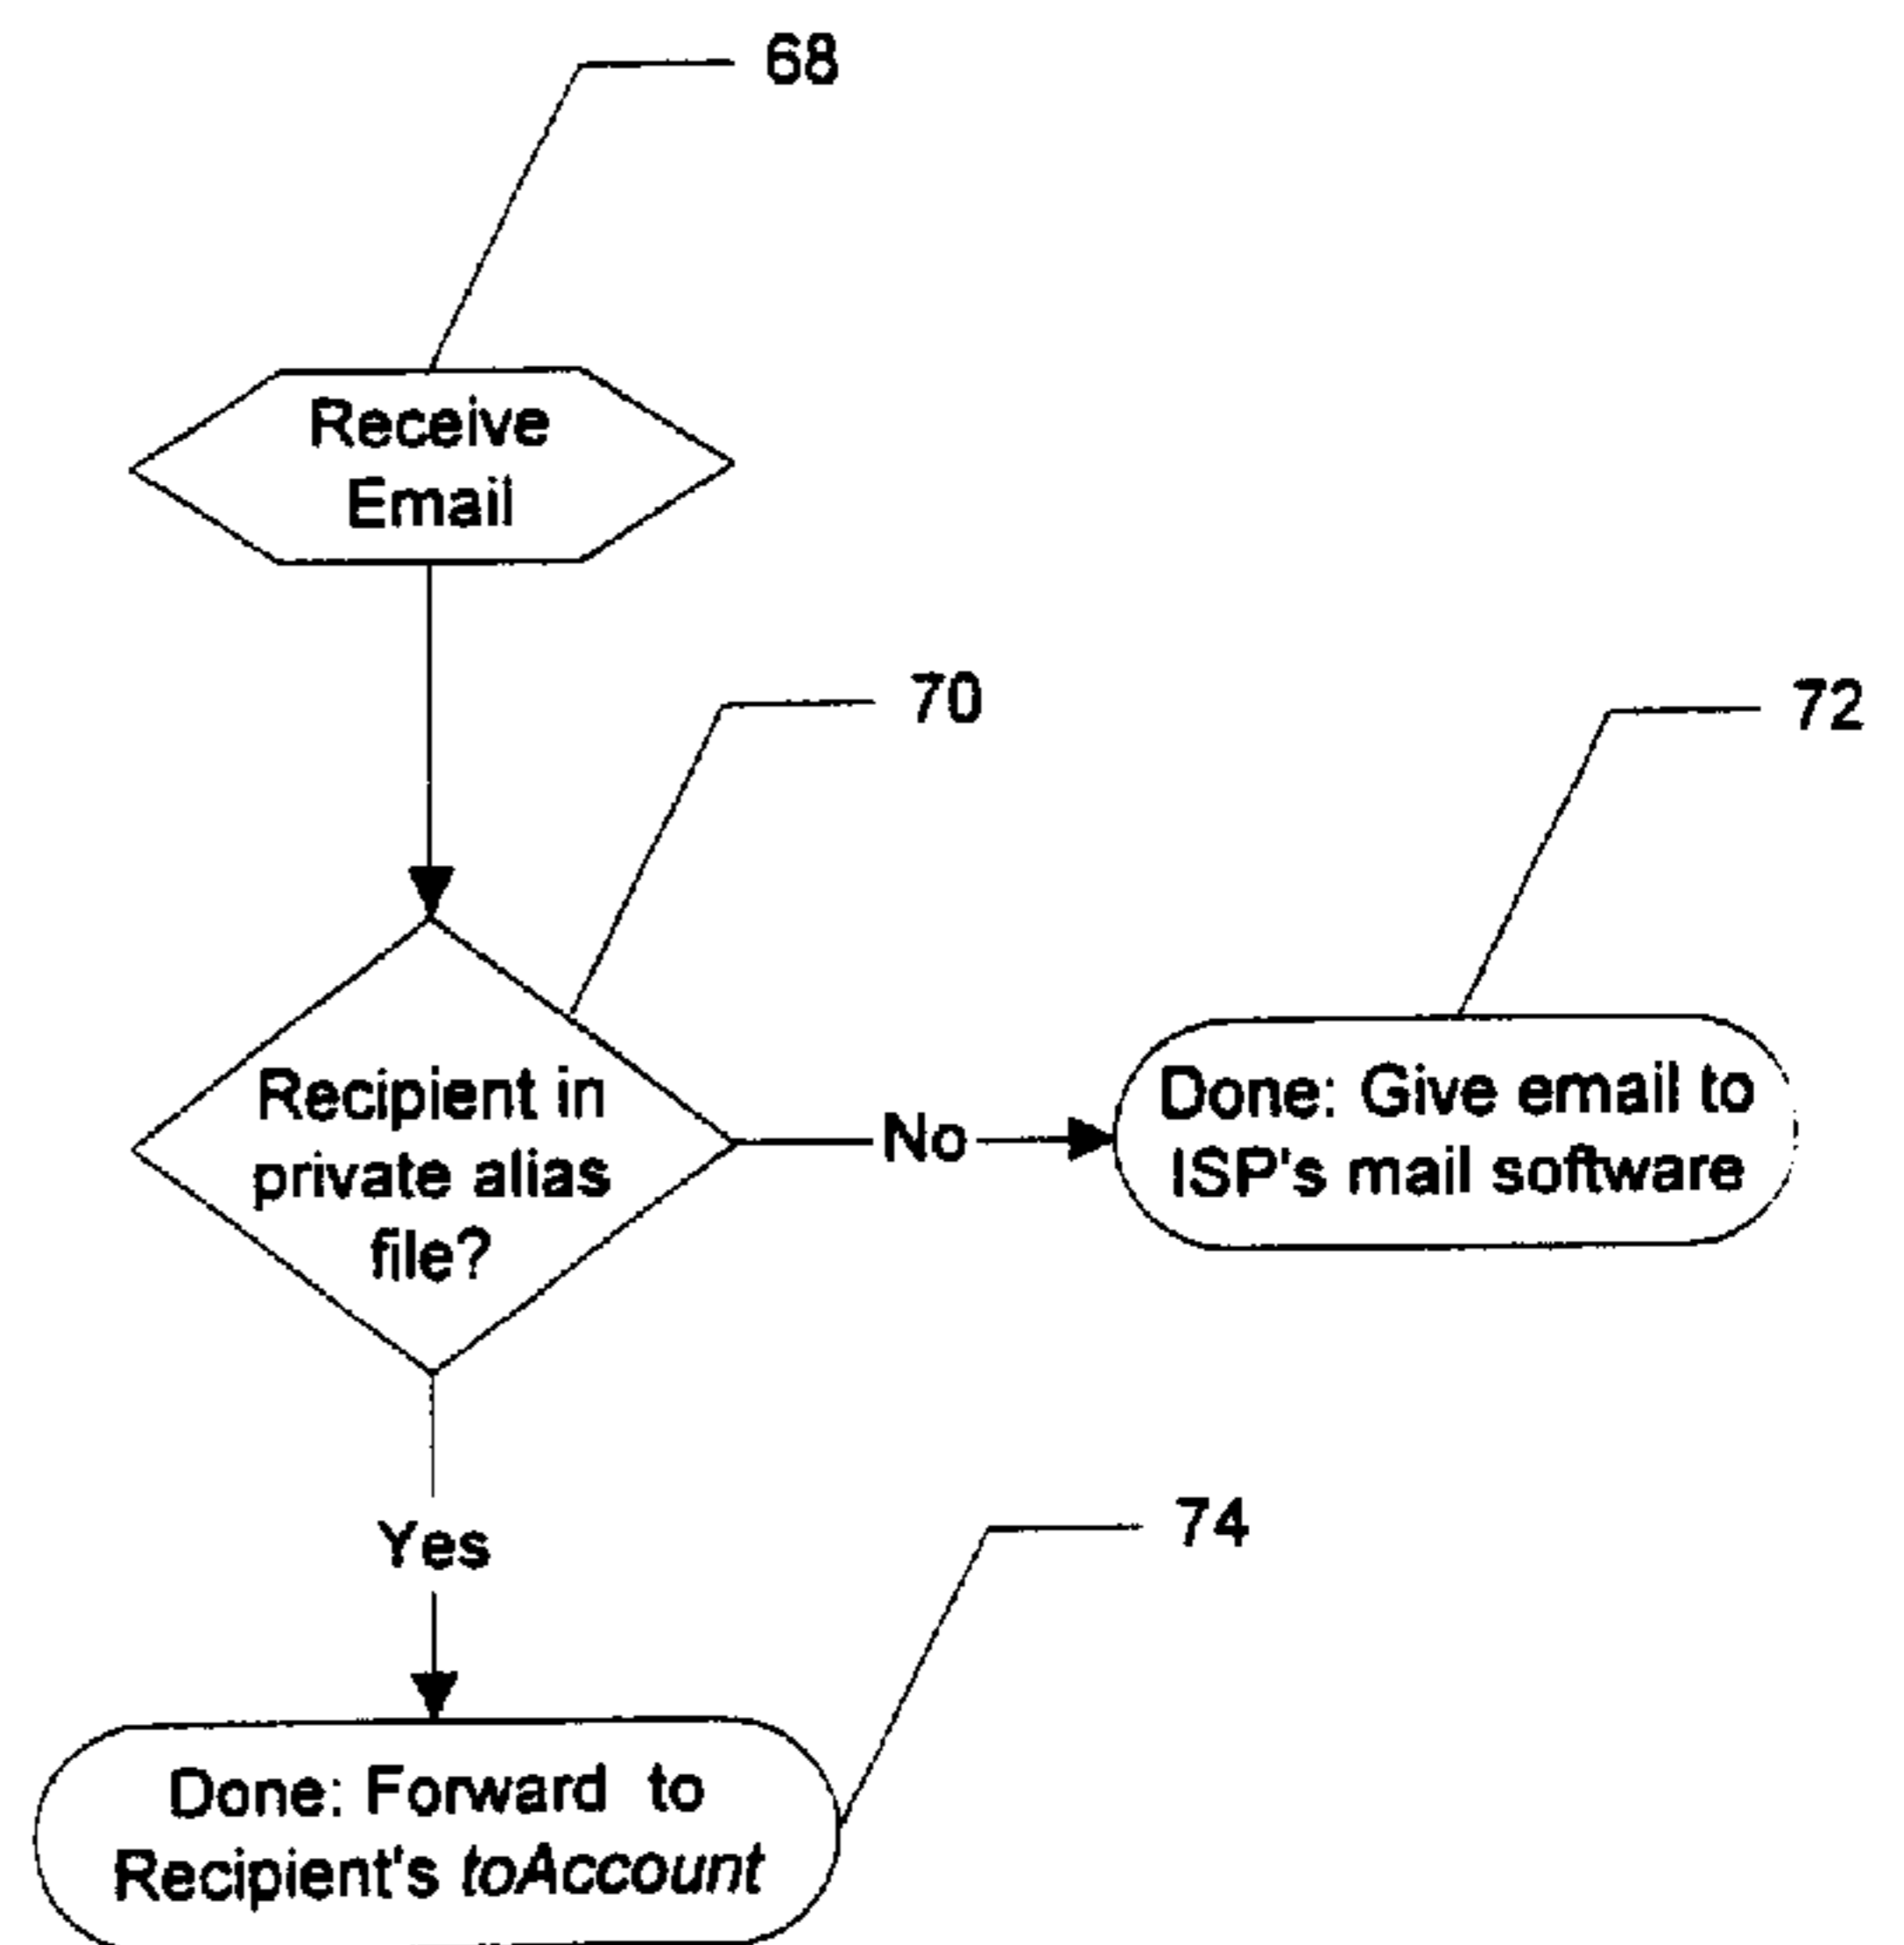 68
Receive
Email
70
72
Recipient in
private alias
file?
No
Done: Give email to
ISP's mail software
Yes
74
Done: Forward to
Recipient's toAccount